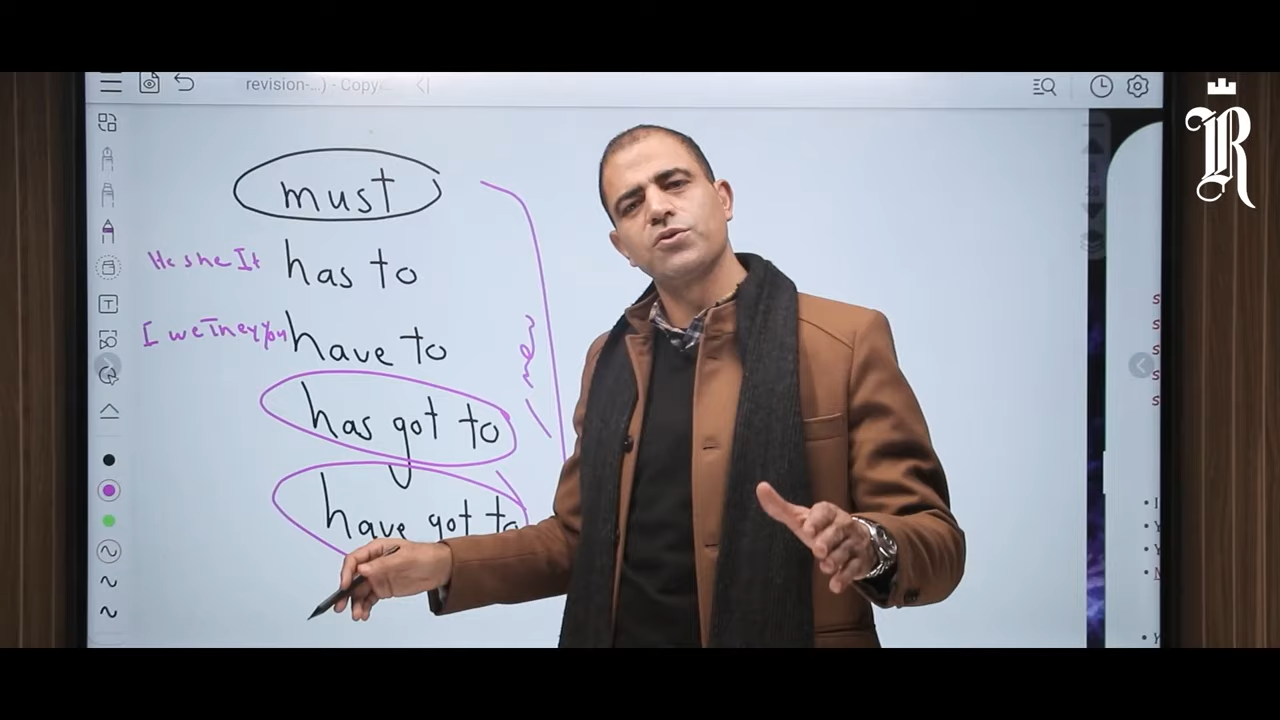 revision-...) - Copy...
must
He she It has to
I we They you have to
has got to
have got to
R